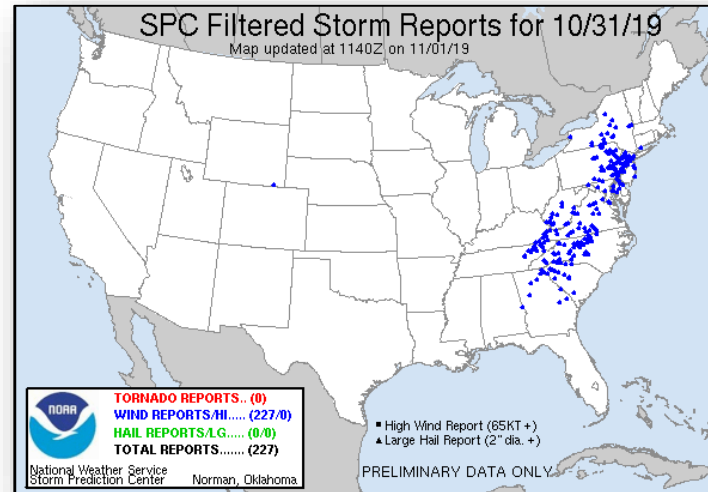 SPC Filtered Storm Reports for 10/31/19
Map updated at 1140Z on 11/01/19
NOAA
TORNADO REPORTS.. (0)
WIND REPORTS/HI..... (227/0)
HAIL REPORTS/LG..... (0/0)
TOTAL REPORTS....... (227)
National Weather Service
Storm Prediction Center Norman, Oklahoma
■ High Wind Report (65KT +)
▲ Large Hail Report (2" dia. +)
PRELIMINARY DATA ONLY